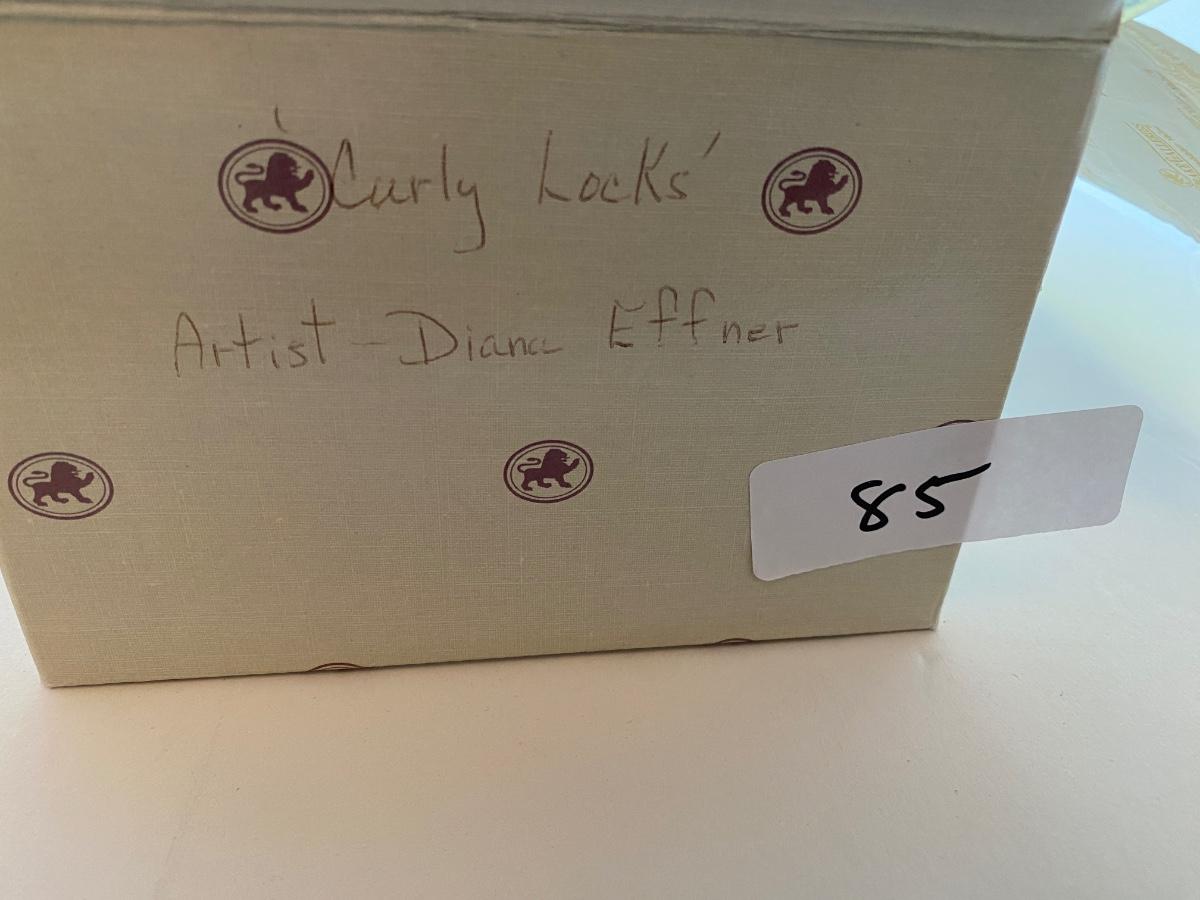 'Curly Locks'
Artist - Diana Effner
85